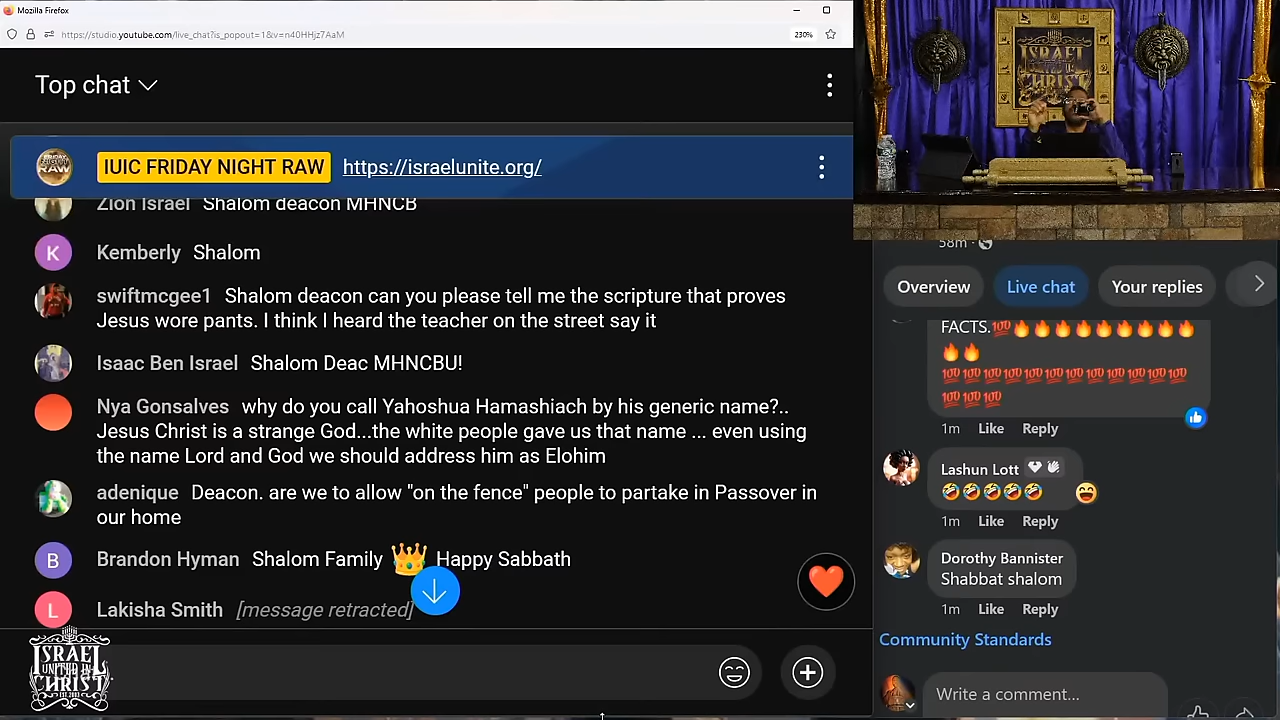 Mozilla Firefox
https://studio.youtube.com/live_chat?is_popout=1&v=n40HHjz7AaM
230%
Top chat
IUIC FRIDAY NIGHT RAW https://israelunite.org/
Zion Israel Shalom deacon MHNCB
K
Kemberly Shalom
swiftmcgee1 Shalom deacon can you please tell me the scripture that proves
Jesus wore pants. I think I heard the teacher on the street say it
Isaac Ben Israel Shalom Deac MHNCBU!
Nya Gonsalves why do you call Yahoshua Hamashiach by his generic name?..
Jesus Christ is a strange God...the white people gave us that name ... even using
the name Lord and God we should address him as Elohim
adenique Deacon. are we to allow "on the fence" people to partake in Passover in
our home
B
Brandon Hyman Shalom Family 👑 Happy Sabbath
L
Lakisha Smith [message retracted]
ISRAEL
UNITED IN
CHRIST
ISRAEL
UNITED IN
CHRIST
58m
Overview
Live chat
Your replies
FACTS.💯🔥🔥🔥🔥🔥🔥🔥🔥🔥
🔥🔥
💯💯💯💯💯💯💯💯💯💯💯💯
💯💯💯
1m Like Reply
Lashun Lott
🤣🤣🤣🤣🤣
1m Like Reply
Dorothy Bannister
Shabbat shalom
1m Like Reply
Community Standards
Write a comment...